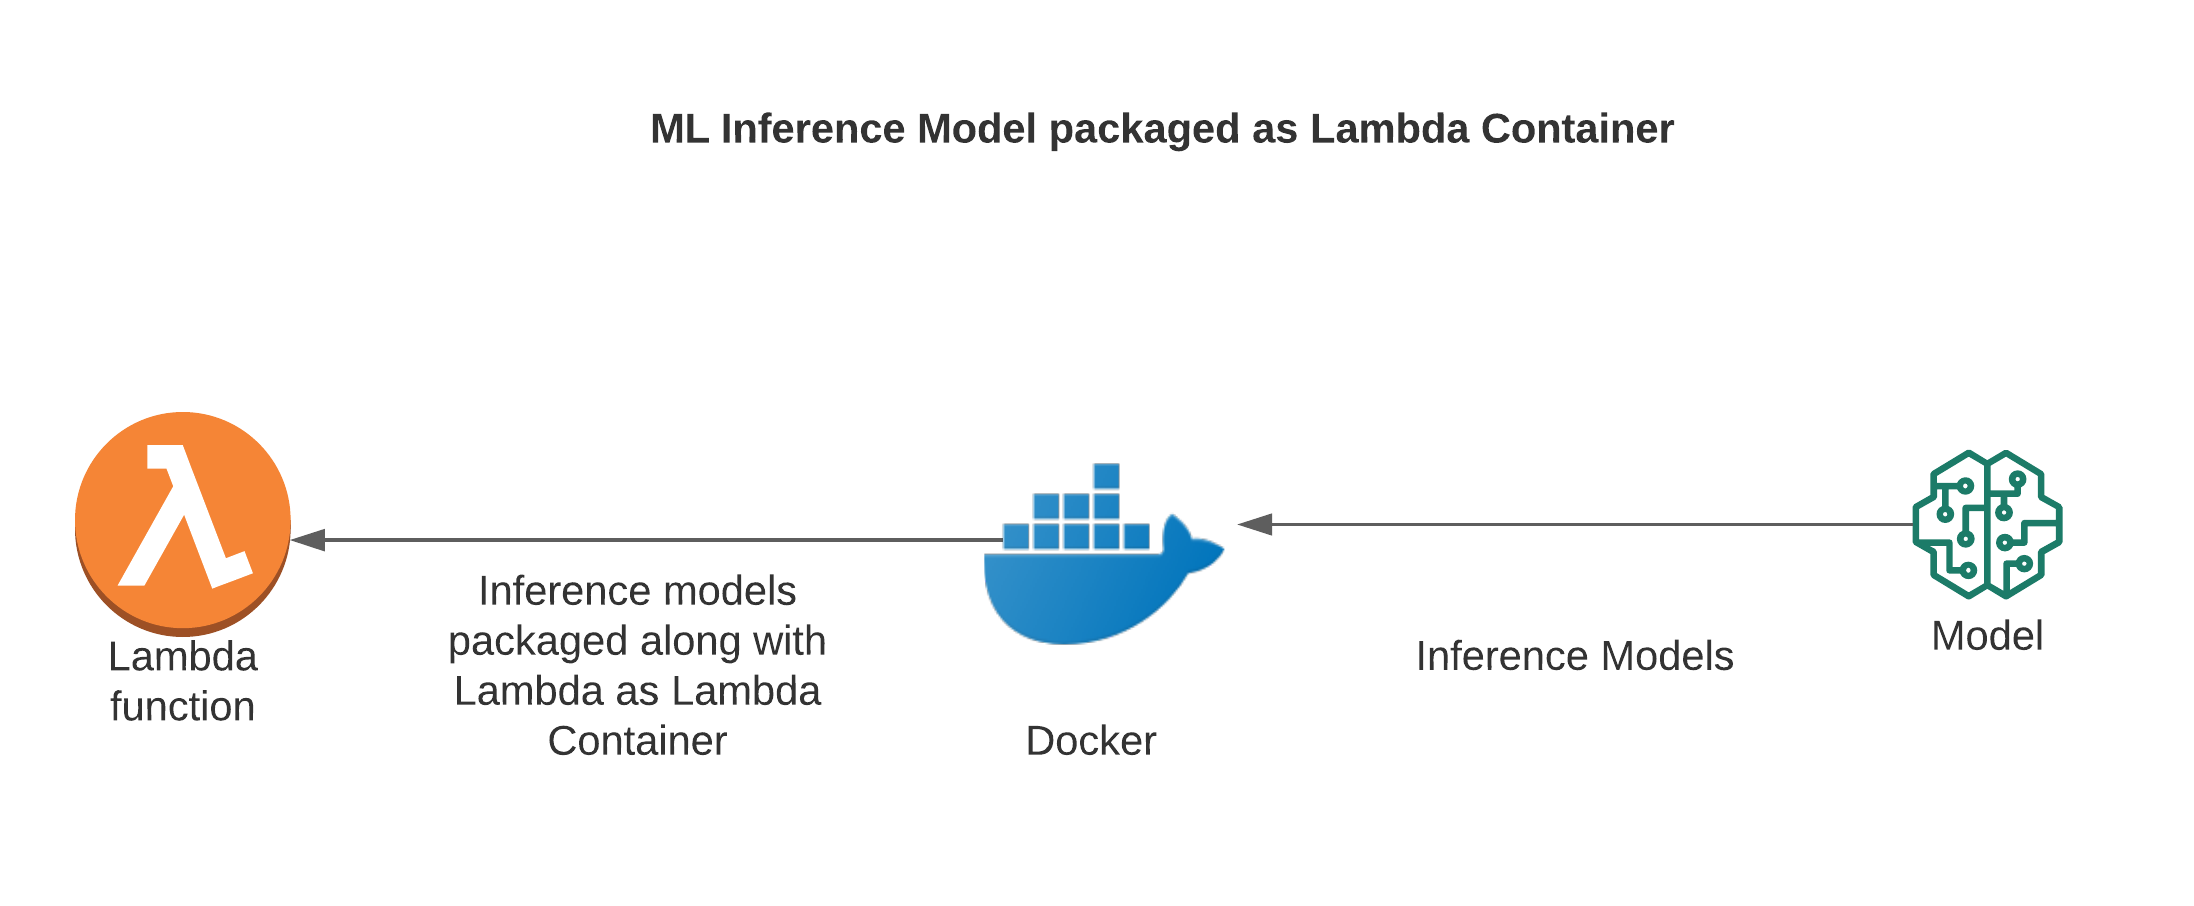 ML Inference Model packaged as Lambda Container
Lambda
function
Inference models
packaged along with
Lambda as Lambda
Container
Docker
Inference Models
Model